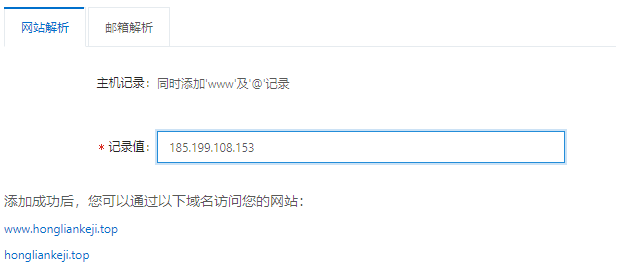 网站解析 邮箱解析
主机记录： 同时添加'www'及'@'记录
* 记录值： 185.199.108.153
添加成功后，您可以通过以下域名访问您的网站：
www.hongliankeji.top
hongliankeji.top